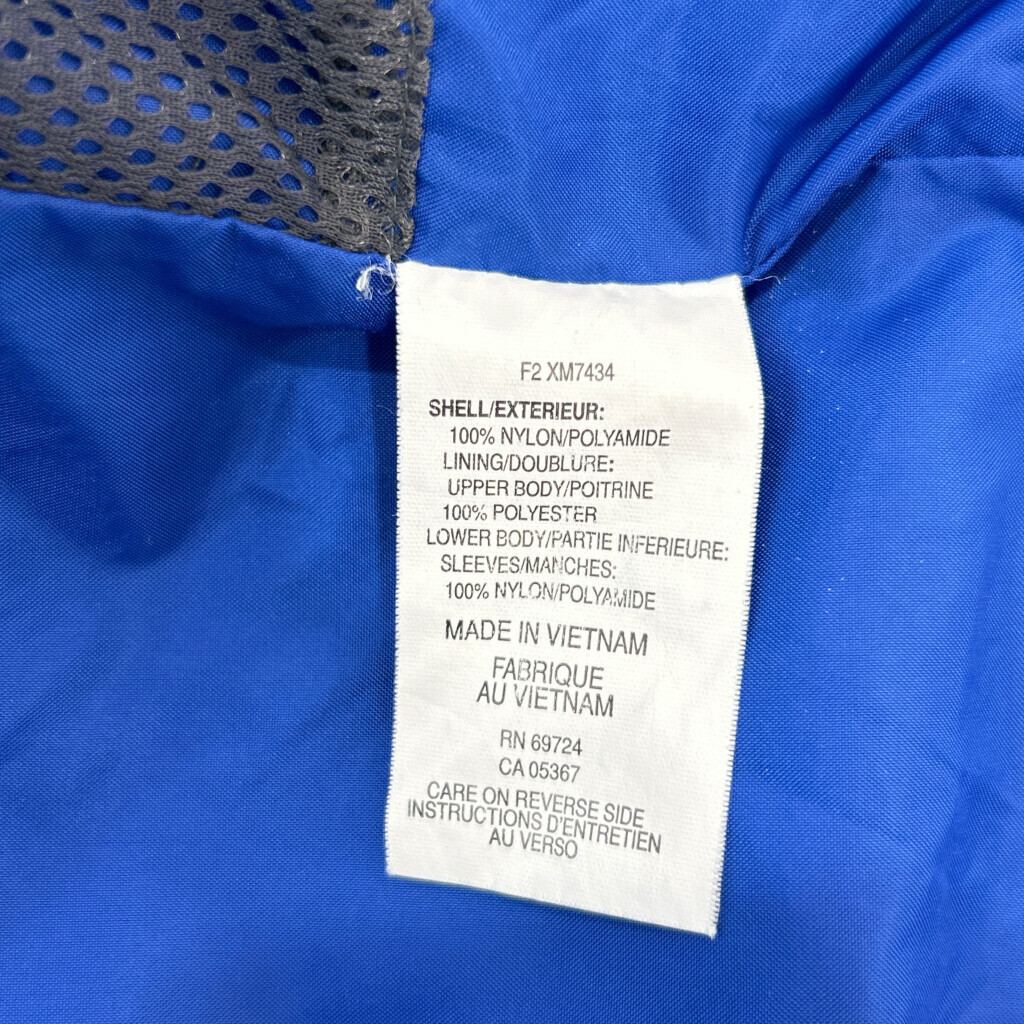 F2 XM7434
SHELL/EXTERIEUR:
100% NYLON/POLYAMIDE
LINING/DOUBLURE:
UPPER BODY/POITRINE
100% POLYESTER
LOWER BODY/PARTIE INFERIEURE:
SLEEVES/MANCHES:
100% NYLON/POLYAMIDE
MADE IN VIETNAM
FABRIQUE
AU VIETNAM
RN 69724
CA 05367
CARE ON REVERSE SIDE
INSTRUCTIONS D'ENTRETIEN
AU VERSO